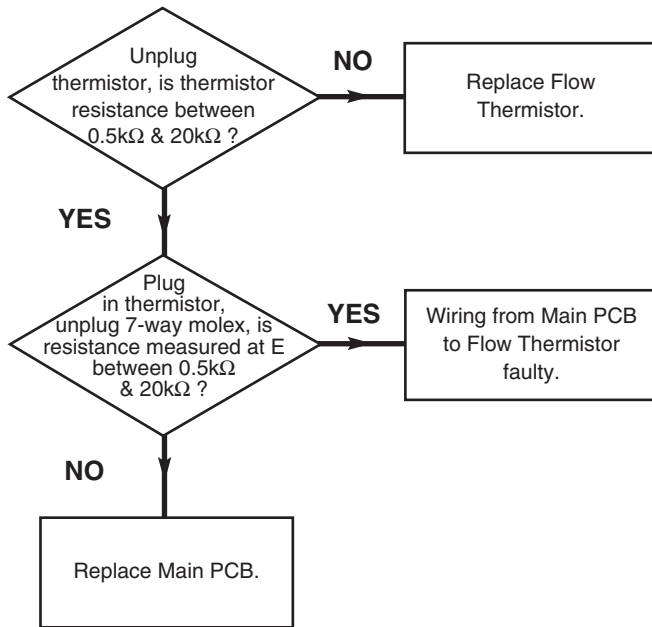 Unplug
thermistor, is thermistor
resistance between
0.5kΩ & 20kΩ ?
NO
Replace Flow
Thermistor.
YES
Plug
in thermistor,
unplug 7-way molex, is
resistance measured at E
between 0.5kΩ
& 20kΩ ?
YES
Wiring from Main PCB
to Flow Thermistor
faulty.
NO
Replace Main PCB.